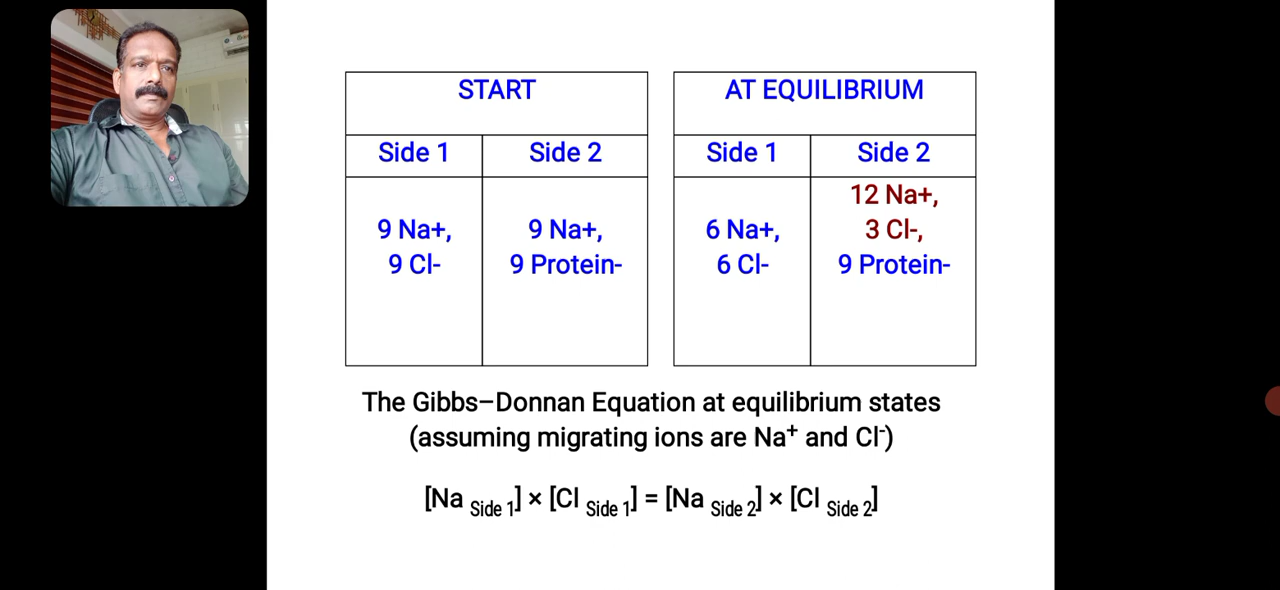 START
Side 1
Side 2
9 Na+,
9 Cl-
9 Na+,
9 Protein-
AT EQUILIBRIUM
Side 1
Side 2
6 Na+,
6 Cl-
12 Na+,
3 Cl-,
9 Protein-
The Gibbs–Donnan Equation at equilibrium states
(assuming migrating ions are Na⁺ and Cl⁻)
[Na Side 1] × [Cl Side 1] = [Na Side 2] × [Cl Side 2]